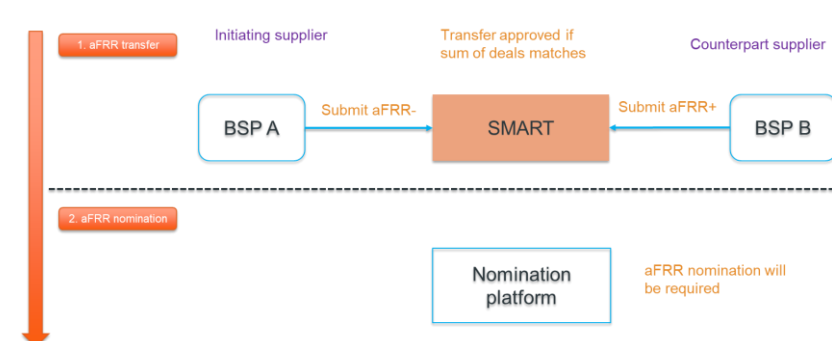 1. aFRR transfer
Initiating supplier
Transfer approved if
sum of deals matches
Counterpart supplier
BSP A
Submit aFRR-
SMART
Submit aFRR+
BSP B
2. aFRR nomination
Nomination
platform
aFRR nomination will
be required